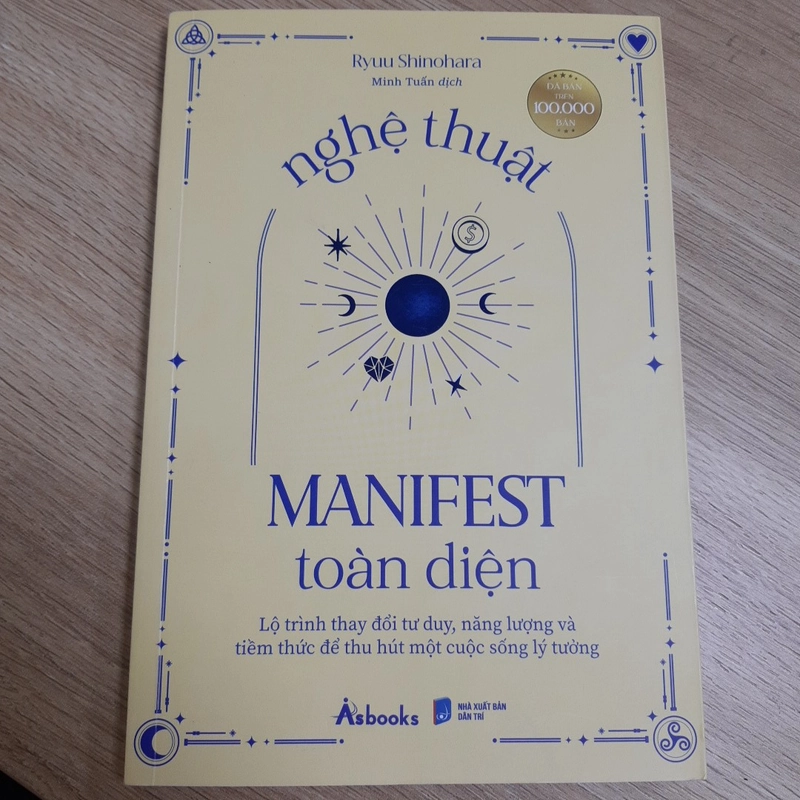 Ryuu Shinohara
Minh Tuấn dịch
ĐÃ BÁN
TRÊN
100.000
BẢN
nghệ thuật
$
MANIFEST
toàn diện
Lộ trình thay đổi tư duy, năng lượng và
tiềm thức để thu hút một cuộc sống lý tưởng
Asbooks
NHÀ XUẤT BẢN
DÂN TRÍ